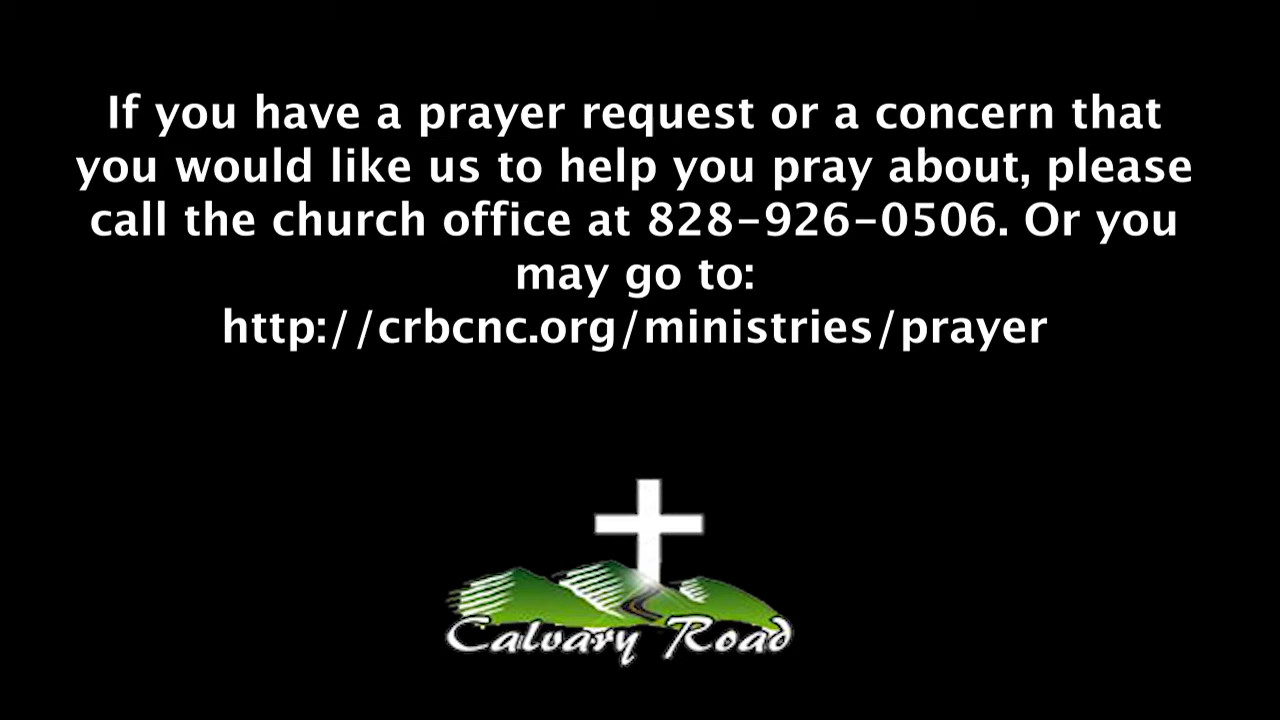 If you have a prayer request or a concern that
you would like us to help you pray about, please
call the church office at 828-926-0506. Or you
may go to:
http://crbcnc.org/ministries/prayer
Calvary Road